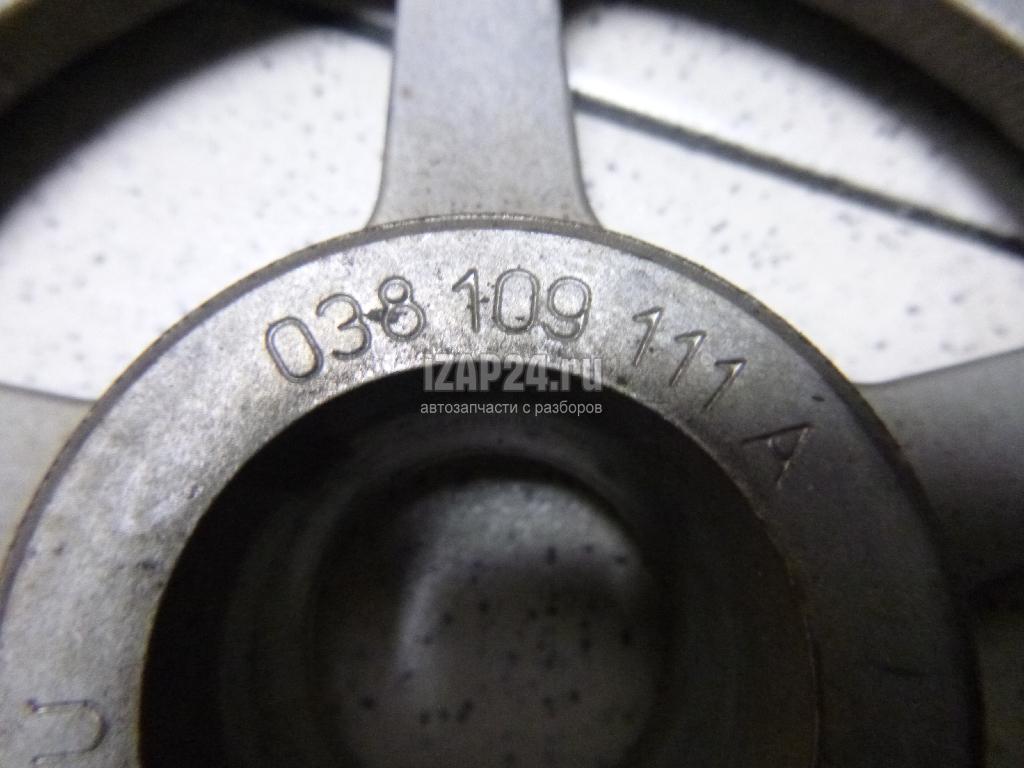 038 109 111 A
iZAP24.ru
автозапчасти с разборов